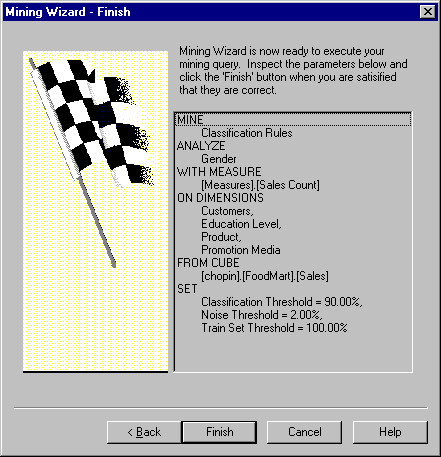 Mining Wizard - Finish
Mining Wizard is now ready to execute your
mining query. Inspect the parameters below and
click the 'Finish' button when you are satisified
that they are correct.
MINE
Classification Rules
ANALYZE
Gender
WITH MEASURE
[Measures].[Sales Count]
ON DIMENSIONS
Customers,
Education Level,
Product,
Promotion Media
FROM CUBE
[chopin].[FoodMart].[Sales]
SET
Classification Threshold = 90.00%,
Noise Threshold = 2.00%,
Train Set Threshold = 100.00%
< Back
Finish
Cancel
Help